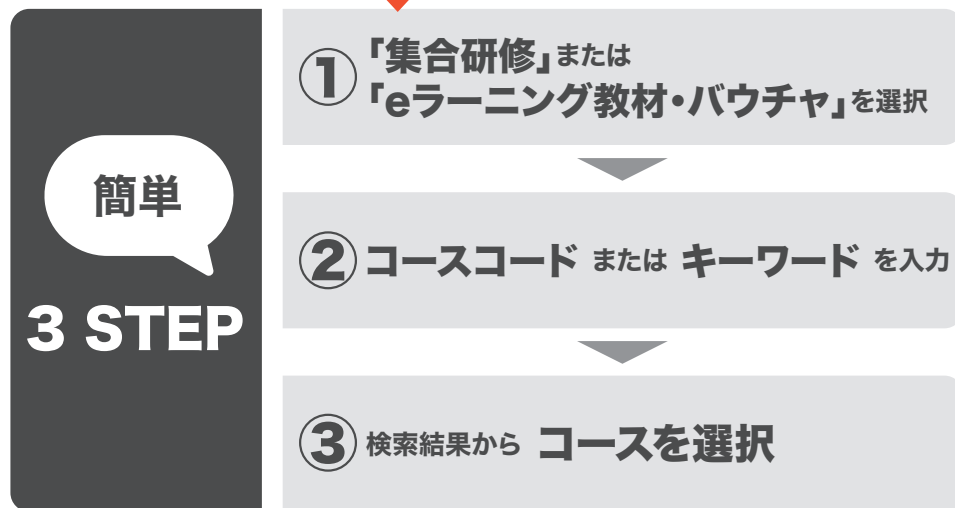 簡単
3 STEP
①「集合研修」または
「eラーニング教材・バウチャ」を選択
②コースコード または キーワード を入力
③検索結果から コースを選択